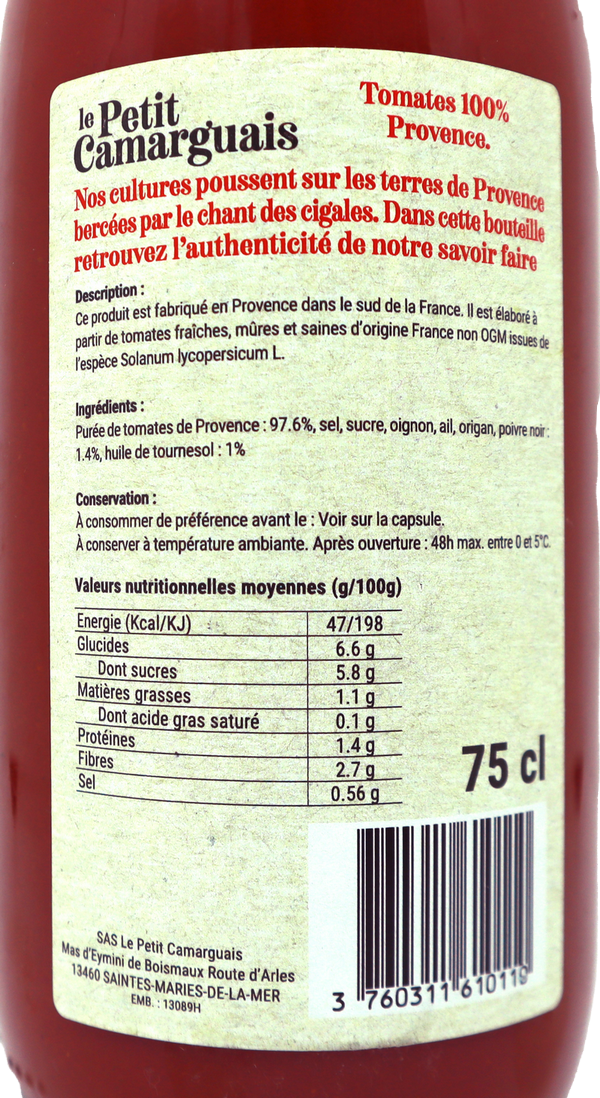 le Petit
Camarguais
Tomates 100%
Provence.
Nos cultures poussent sur les terres de Provence
bercées par le chant des cigales. Dans cette bouteille
retrouvez l'authenticité de notre savoir faire
Description :
Ce produit est fabriqué en Provence dans le sud de la France. Il est élaboré à
partir de tomates fraîches, mûres et saines d'origine France non OGM issues de
l'espèce Solanum lycopersicum L.
Ingrédients :
Purée de tomates de Provence : 97.6%, sel, sucre, oignon, ail, origan, poivre noir :
1.4%, huile de tournesol : 1%
Conservation :
À consommer de préférence avant le : Voir sur la capsule.
À conserver à température ambiante. Après ouverture : 48h max. entre 0 et 5°C.
Valeurs nutritionnelles moyennes (g/100g)
Energie (Kcal/KJ) 47/198
Glucides 6.6 g
Dont sucres 5.8 g
Matières grasses 1.1 g
Dont acide gras saturé 0.1 g
Protéines 1.4 g
Fibres 2.7 g
Sel 0.56 g
75 cl
SAS Le Petit Camarguais
Mas d'Eymini de Boismaux Route d'Arles
13460 SAINTES-MARIES-DE-LA-MER
EMB. : 13089H
3 760311 610119